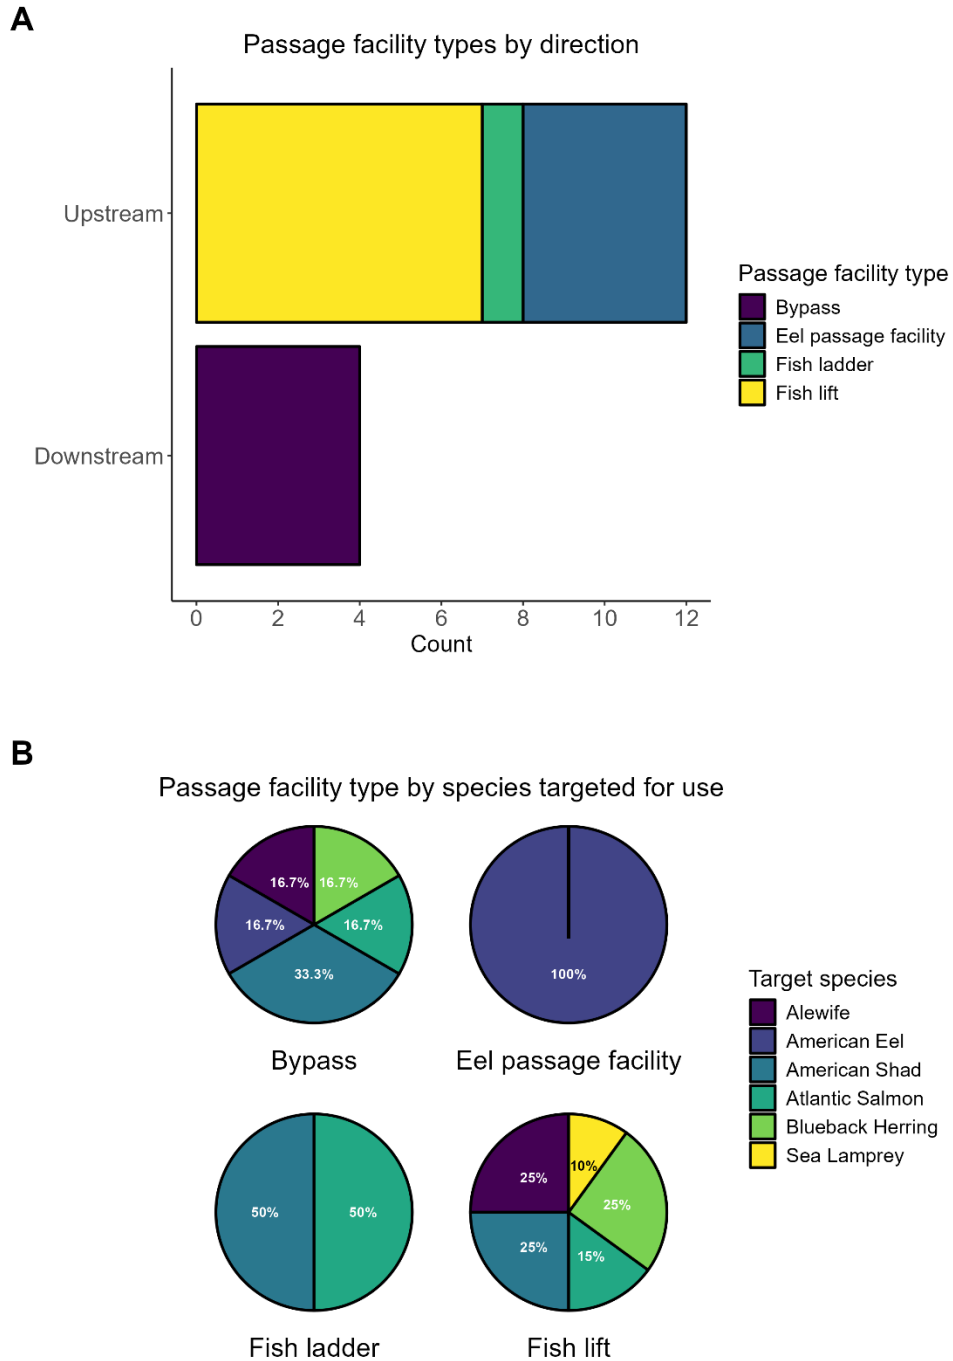 A
Passage facility types by direction
Upstream
Downstream
0 2 4 6 8 10 12
Count
Passage facility type
Bypass
Eel passage facility
Fish ladder
Fish lift
B
Passage facility type by species targeted for use
16.7% 16.7%
16.7% 16.7%
33.3%
Bypass
100%
Eel passage facility
50% 50%
Fish ladder
10%
25%
25%
25%
15%
Fish lift
Target species
Alewife
American Eel
American Shad
Atlantic Salmon
Blueback Herring
Sea Lamprey